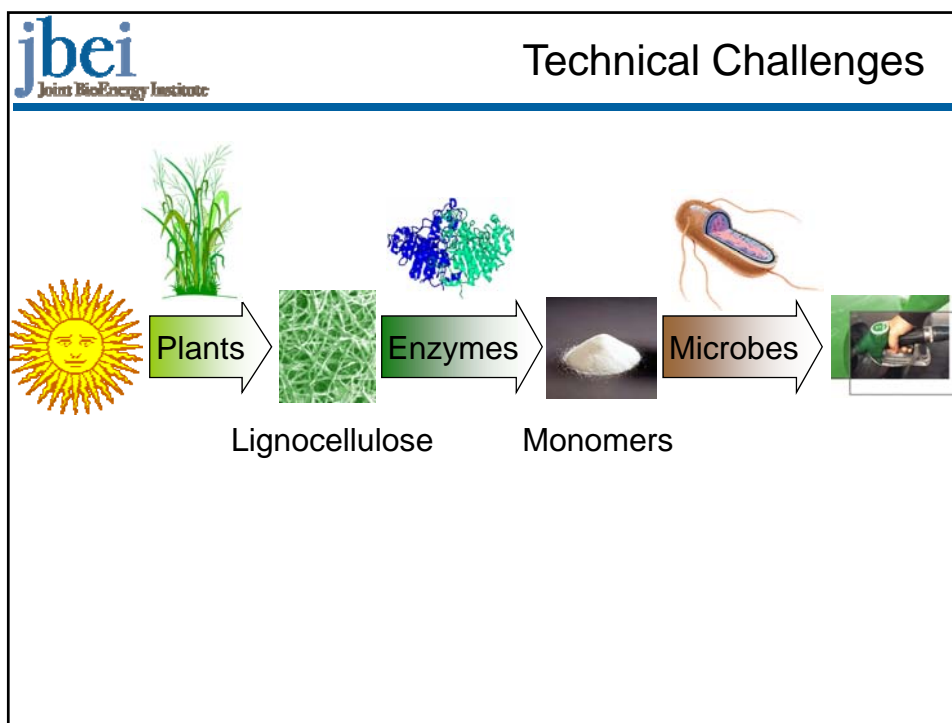 jbei
Joint BioEnergy Institute
Technical Challenges
Plants
Enzymes
Microbes
Lignocellulose
Monomers